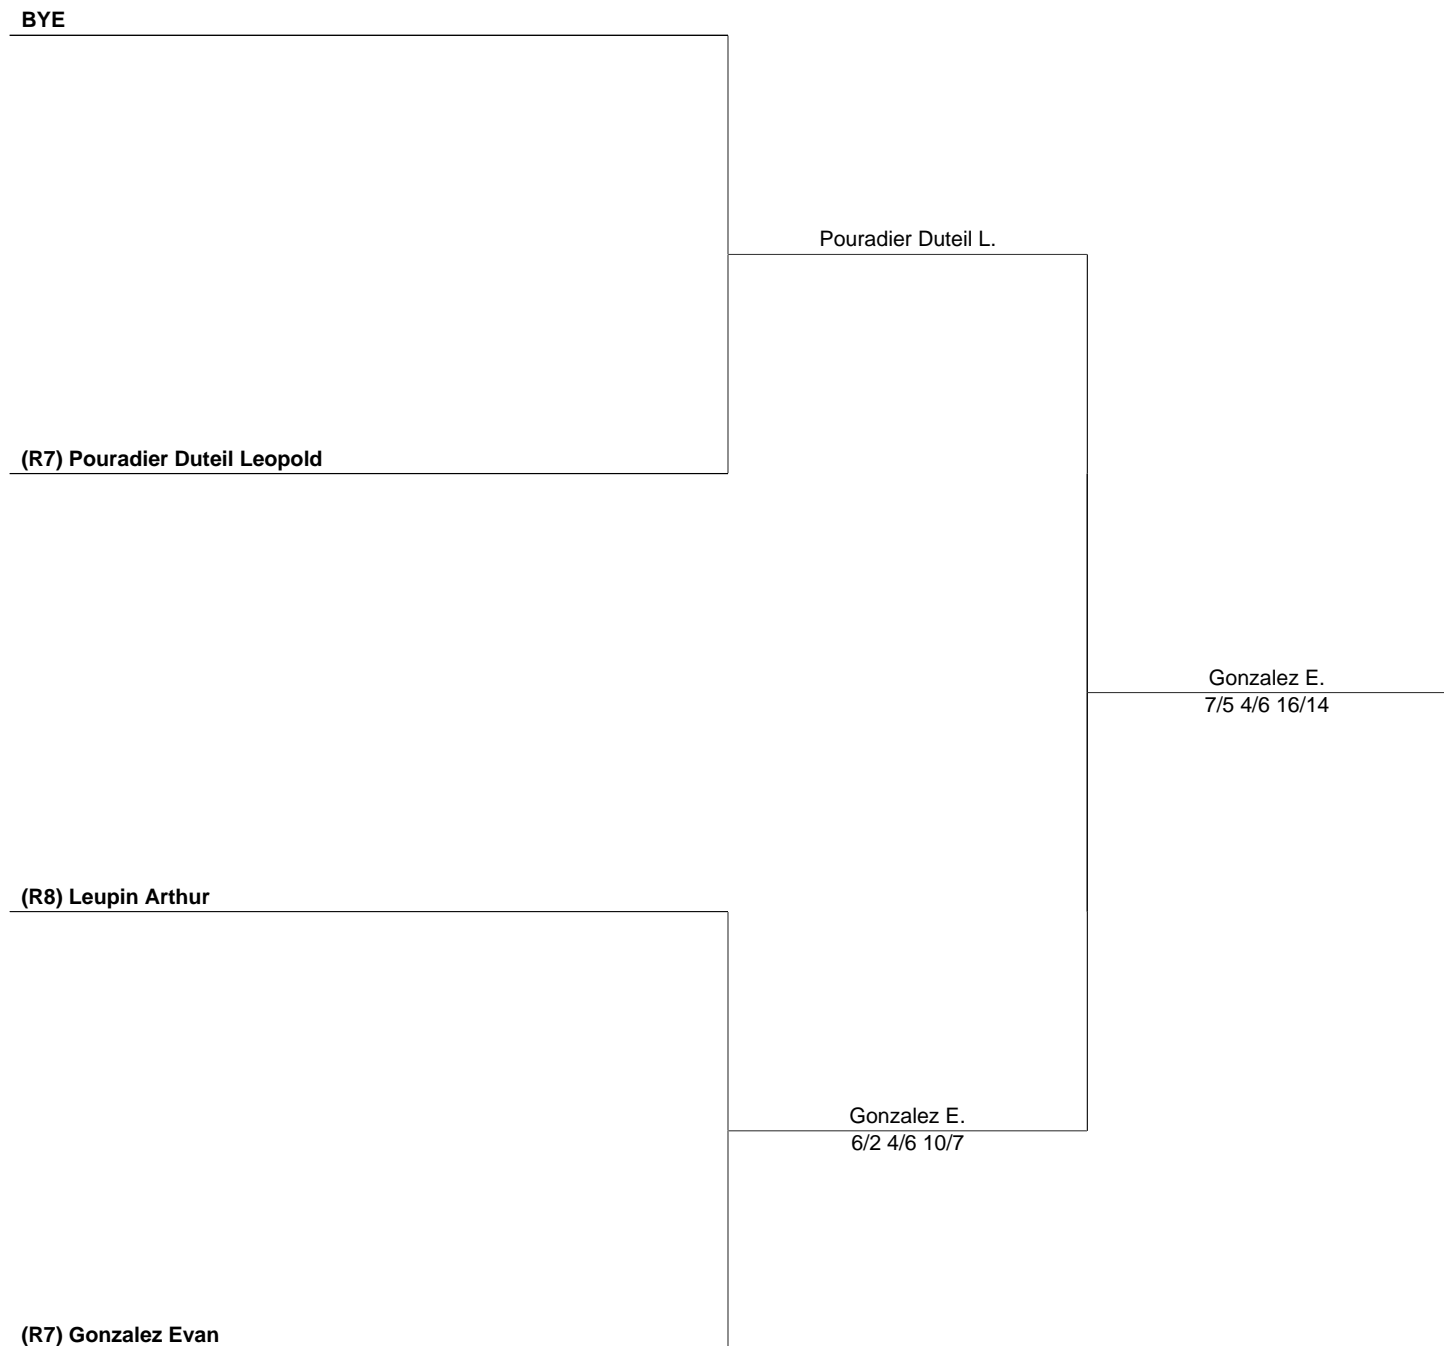 BYE
Pouradier Duteil L.
(R7) Pouradier Duteil Leopold
Gonzalez E.
7/5 4/6 16/14
(R8) Leupin Arthur
Gonzalez E.
6/2 4/6 10/7
(R7) Gonzalez Evan